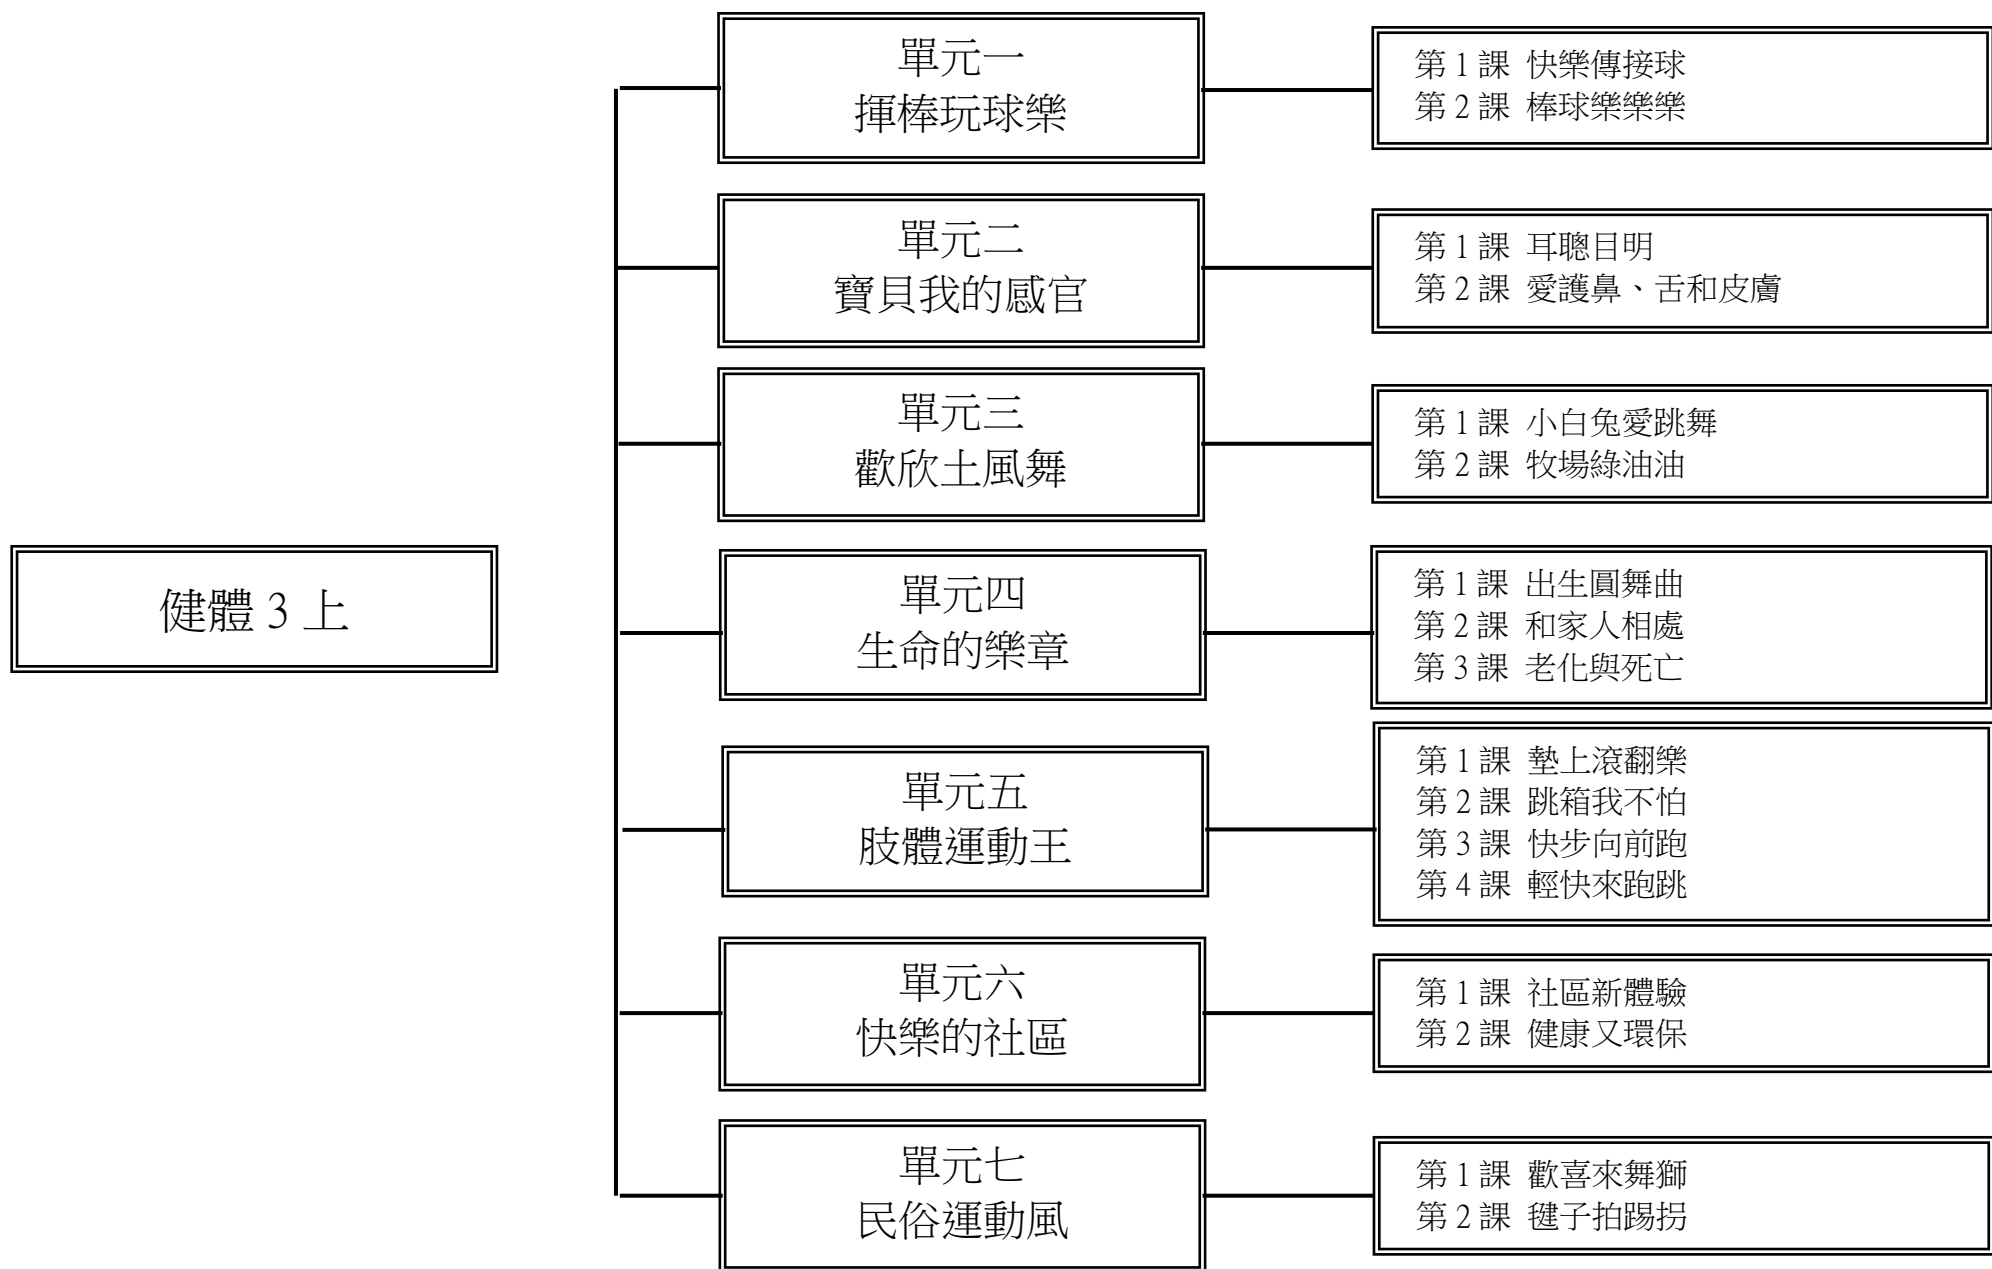 健體 3 上
單元一
揮棒玩球樂
第 1 課 快樂傳接球
第 2 課 棒球樂樂樂
單元二
寶貝我的感官
第 1 課 耳聰目明
第 2 課 愛護鼻、舌和皮膚
單元三
歡欣土風舞
第 1 課 小白兔愛跳舞
第 2 課 牧場綠油油
單元四
生命的樂章
第 1 課 出生圓舞曲
第 2 課 和家人相處
第 3 課 老化與死亡
單元五
肢體運動王
第 1 課 墊上滾翻樂
第 2 課 跳箱我不怕
第 3 課 快步向前跑
第 4 課 輕快來跑跳
單元六
快樂的社區
第 1 課 社區新體驗
第 2 課 健康又環保
單元七
民俗運動風
第 1 課 歡喜來舞獅
第 2 課 毽子拍踢拐